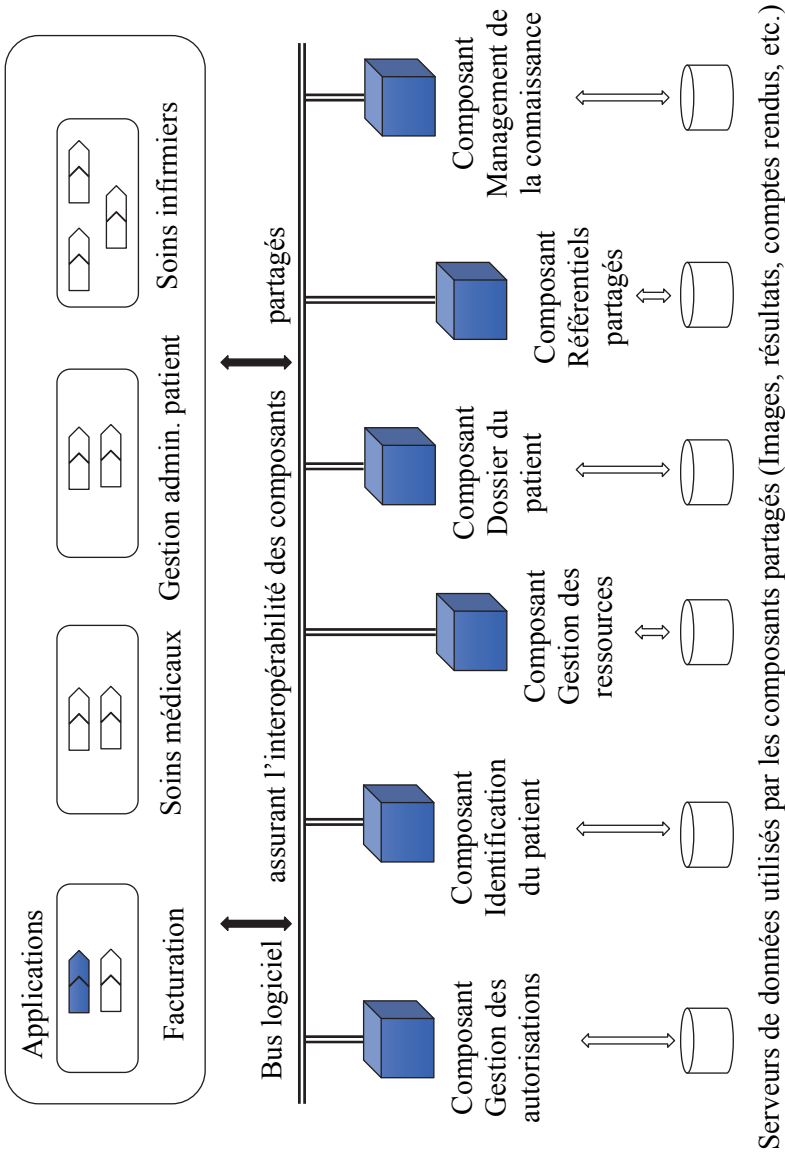 Applications
Facturation
Soins médicaux
Gestion admin. patient
Soins infirmiers
Bus logiciel
assurant l’interopérabilité des composants
partagés
Composant
Gestion des
autorisations
Composant
Identification
du patient
Composant
Gestion des
ressources
Composant
Dossier du
patient
Composant
Référentiels
partagés
Composant
Management de
la connaissance
Serveurs de données utilisés par les composants partagés (Images, résultats, comptes rendus, etc.)